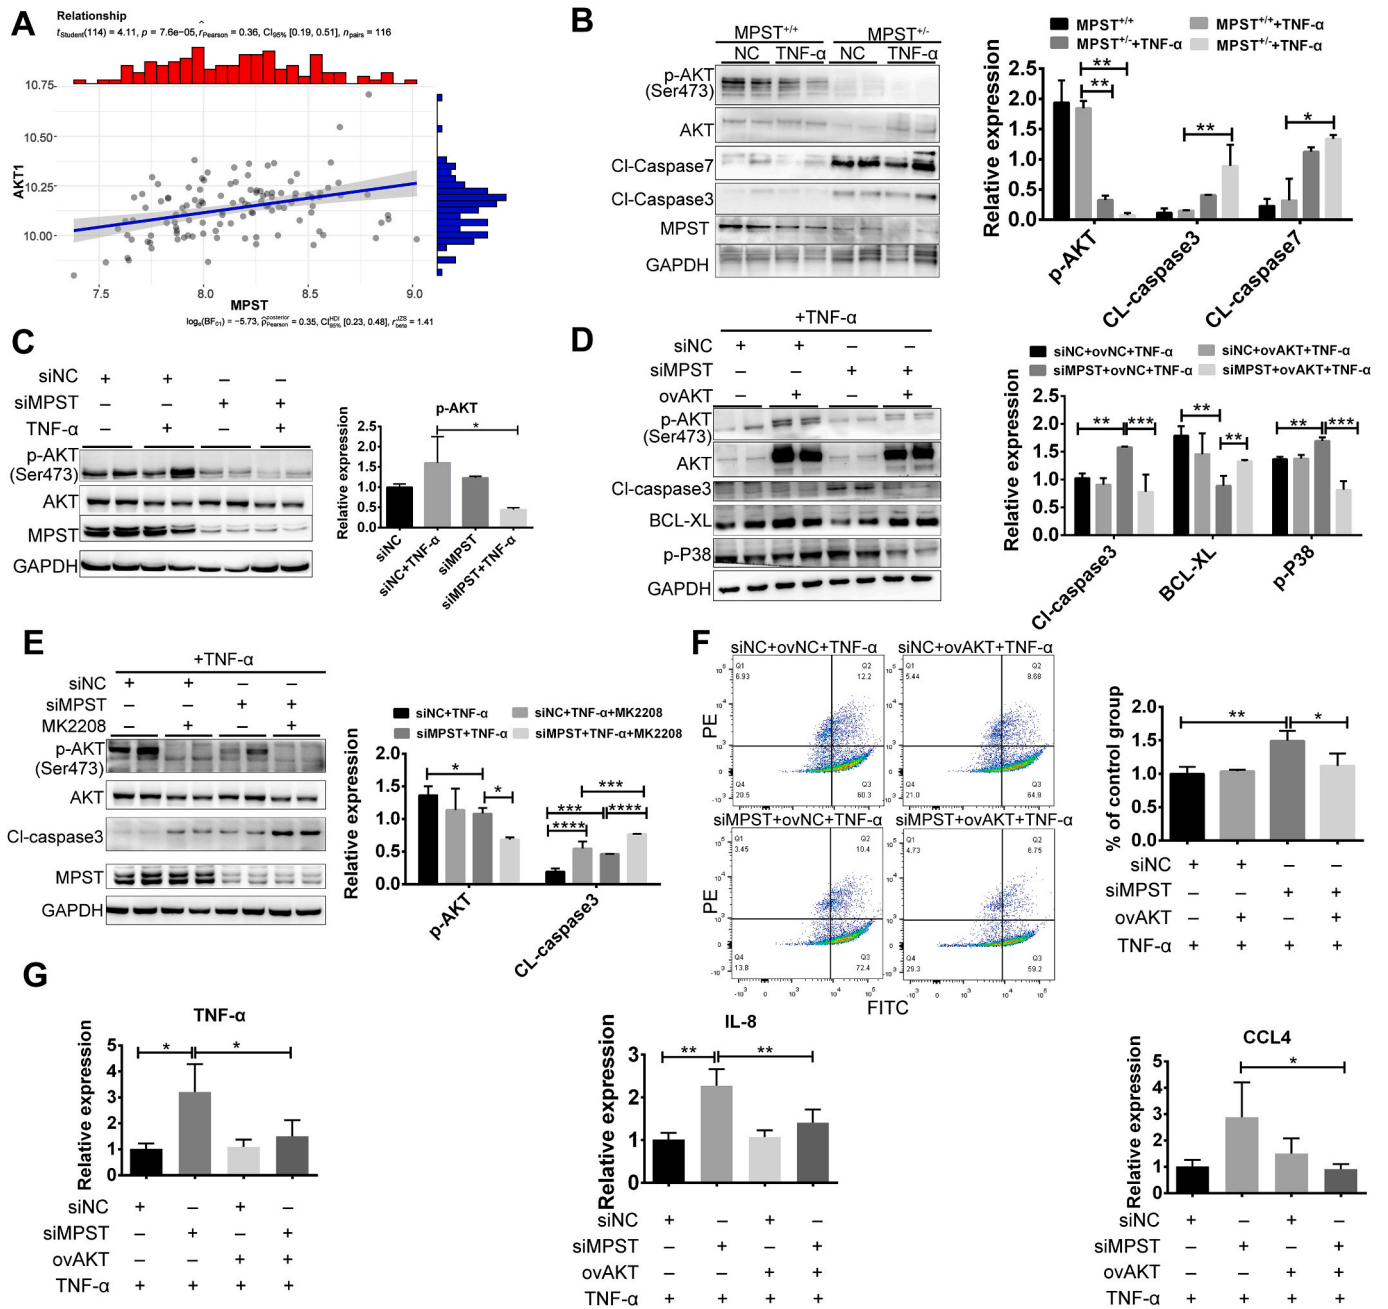 A
Relationship
t_Student(114) = 4.11, p = 7.6e−05, r̂_Pearson = 0.36, CI_95% [0.19, 0.51], n_pairs = 116
10.75
10.50
10.25
10.00
AKT1
7.5 8.0 8.5 9.0
MPST
log_e(BF_01) = −5.73, ρ̂_Pearson^posterior = 0.35, CI_95%^HDI [0.23, 0.48], r_beta^JZS = 1.41
B
MPST+/+ MPST+/-
NC TNF-α NC TNF-α
p-AKT
(Ser473)
AKT
Cl-Caspase7
Cl-Caspase3
MPST
GAPDH
MPST+/+ MPST+/++TNF-α
MPST+/-+TNF-α MPST+/-+TNF-α
Relative expression
2.5
2.0
1.5
1.0
0.5
0.0
** ** ** *
p-AKT CL-caspase3 CL-caspase7
C
siNC + + − −
siMPST − − + +
TNF-α − + − +
p-AKT
(Ser473)
AKT
MPST
GAPDH
p-AKT
Relative expression
2.5
2.0
1.5
1.0
0.5
0.0
*
siNC siNC+TNF-α siMPST siMPST+TNF-α
D
+TNF-α
siNC + + − −
siMPST − − + +
ovAKT − + − +
p-AKT
(Ser473)
AKT
Cl-caspase3
BCL-XL
p-P38
GAPDH
siNC+ovNC+TNF-α siNC+ovAKT+TNF-α
siMPST+ovNC+TNF-α siMPST+ovAKT+TNF-α
Relative expression
2.5
2.0
1.5
1.0
0.5
0.0
** *** ** ** ** ***
Cl-caspase3 BCL-XL p-P38
E
+TNF-α
siNC + + − −
siMPST − − + +
MK2208 − + − +
p-AKT
(Ser473)
AKT
Cl-caspase3
MPST
GAPDH
siNC+TNF-α siNC+TNF-α+MK2208
siMPST+TNF-α siMPST+TNF-α+MK2208
Relative expression
2.0
1.5
1.0
0.5
0.0
* * **** *** *** ****
p-AKT CL-caspase3
F
siNC+ovNC+TNF-α siNC+ovAKT+TNF-α
Q1 6.93 Q2 12.2 Q4 20.5 Q3 60.3
Q1 5.44 Q2 8.68 Q4 21.0 Q3 64.9
siMPST+ovNC+TNF-α siMPST+ovAKT+TNF-α
Q1 3.45 Q2 10.4 Q4 13.8 Q3 72.4
Q1 4.73 Q2 6.75 Q4 29.3 Q3 59.2
PE
PE
FITC
% of control group
2.0
1.5
1.0
0.5
0.0
** *
siNC + + − −
siMPST − − + +
ovAKT − + − +
TNF-α + + + +
G
TNF-α
Relative expression
5
4
3
2
1
0
* *
siNC + − + −
siMPST − + − +
ovAKT − − + +
TNF-α + + + +
IL-8
Relative expression
3
2
1
0
** **
siNC + − + −
siMPST − + − +
ovAKT − − + +
TNF-α + + + +
CCL4
Relative expression
5
4
3
2
1
0
*
siNC + − + −
siMPST − + − +
ovAKT − − + +
TNF-α + + + +